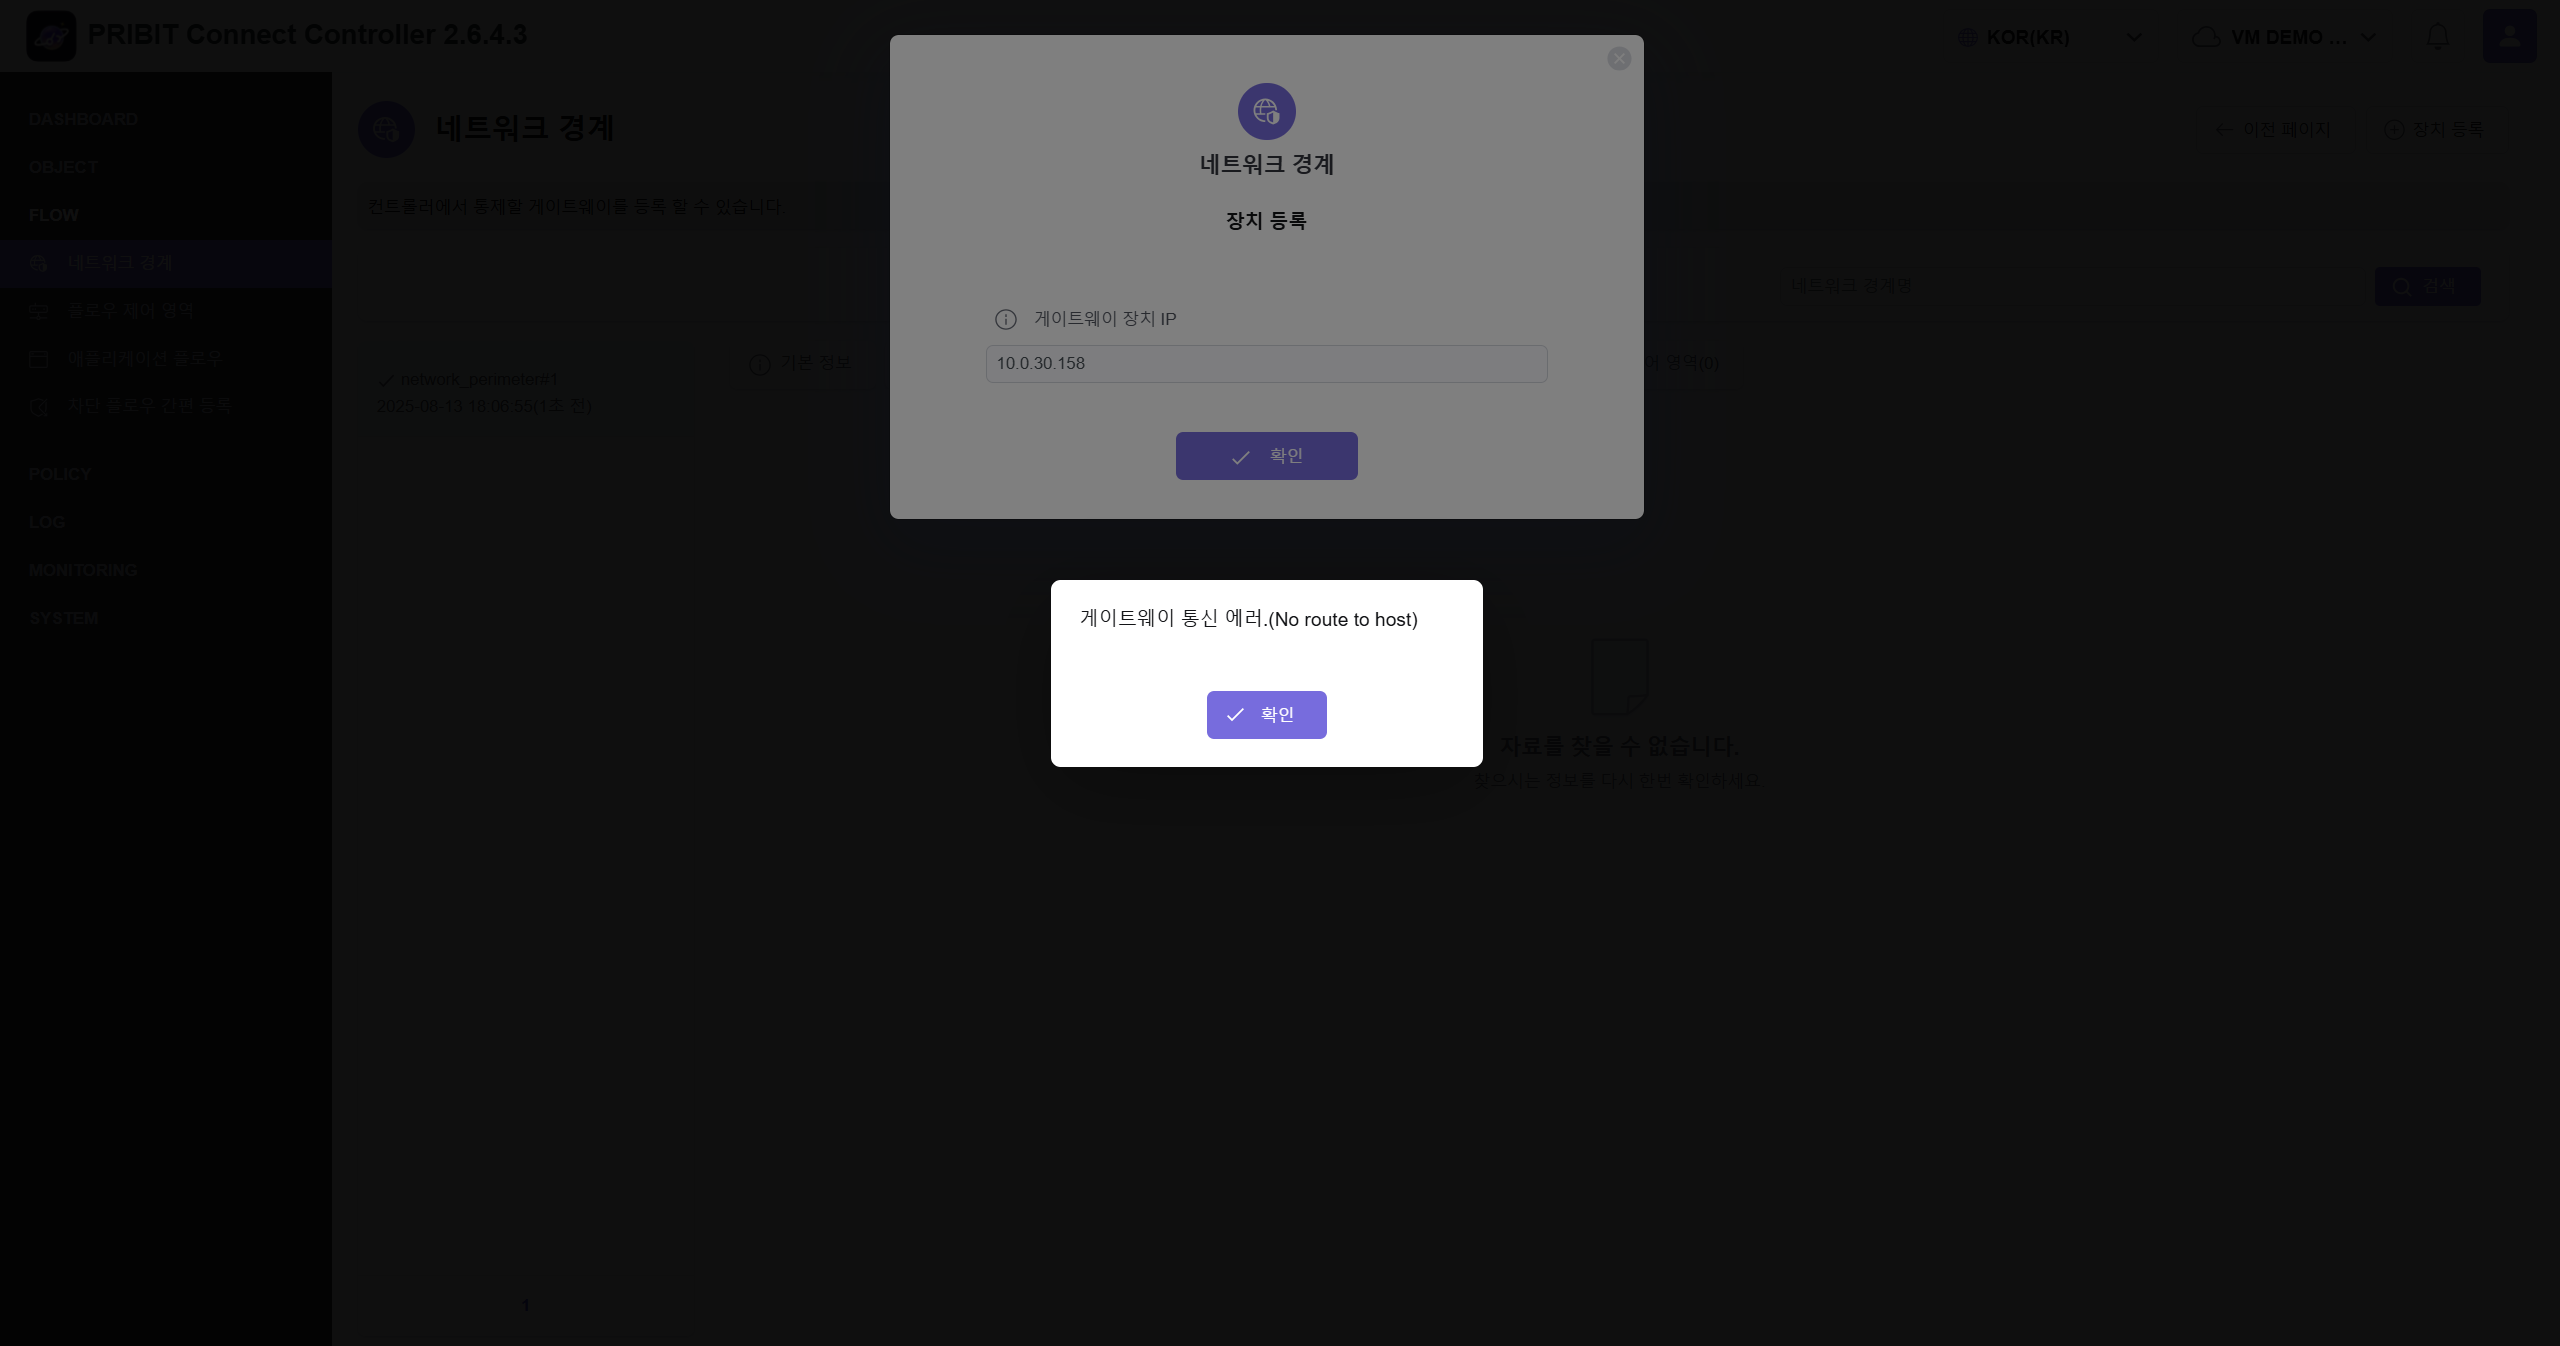 PRIBIT Connect Controller 2.6.4.3
KOR(KR)
VM DEMO ...
DASHBOARD
OBJECT
FLOW
네트워크 경계
플로우 제어 영역
애플리케이션 플로우
차단 플로우 간편 등록
POLICY
LOG
MONITORING
SYSTEM
네트워크 경계
이전 페이지
장치 등록
컨트롤러에서 통제할 게이트웨이를 등록 할 수 있습니다
네트워크 경계명
검색
network_perimeter#1
2025-08-13 18:06:55(1초 전)
기본 정보
어 영역(0)
네트워크 경계
장치 등록
게이트웨이 장치 IP
10.0.30.158
확인
게이트웨이 통신 에러.(No route to host)
확인
자료를 찾을 수 없습니다.
찾으시는 정보를 다시 한번 확인하세요
1